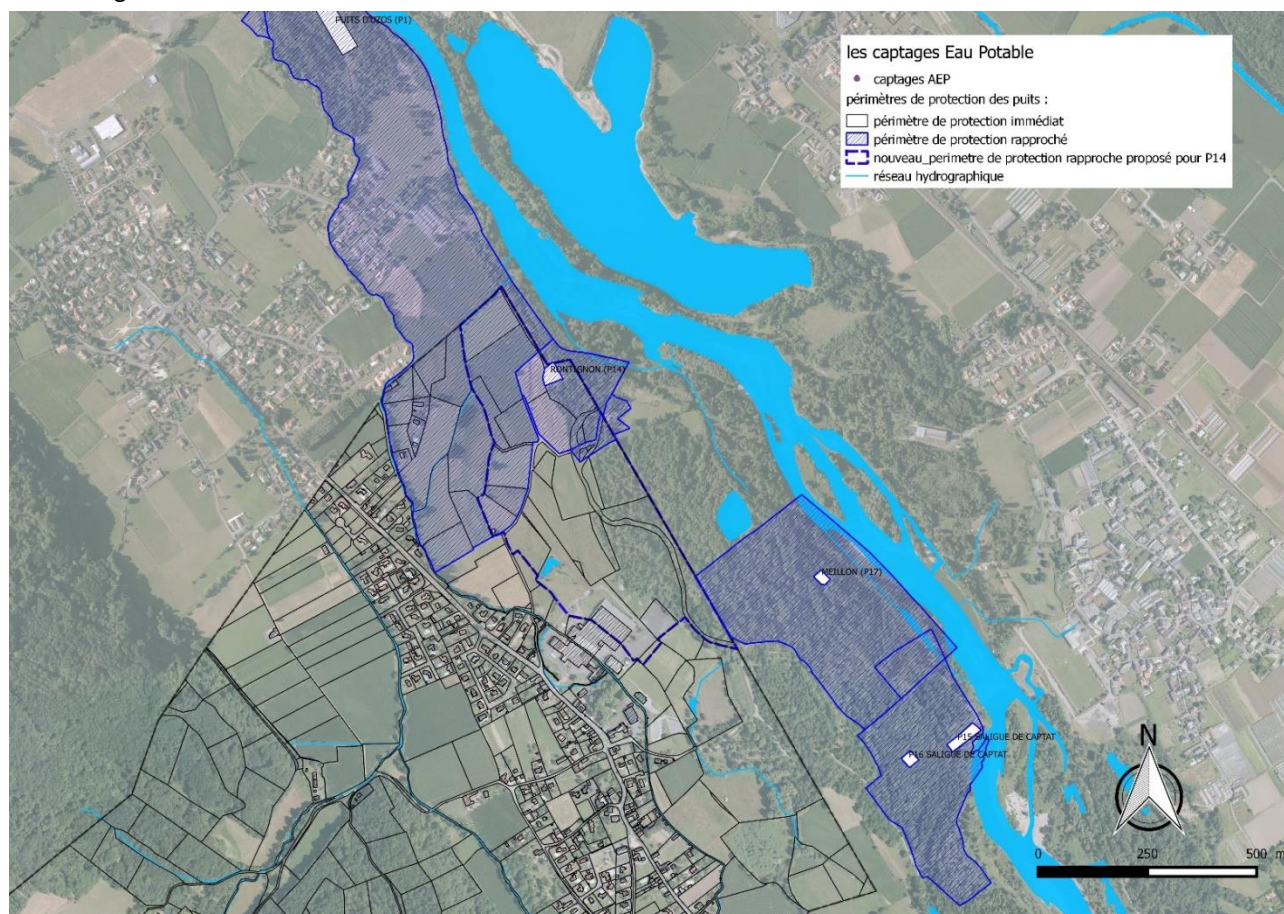 PUITS D'UZOS (P1)
les captages Eau Potable
captages AEP
périmètres de protection des puits :
périmètre de protection immédiat
périmètre de protection rapproché
nouveau_perimetre de protection rapproche proposé pour P14
réseau hydrographique
RONTIGNON (P14)
MEILLON (P17)
P15 SALIGUE DE CAPTAT
P16 SALIGUE DE CAPTAT
N
0 250 500 m